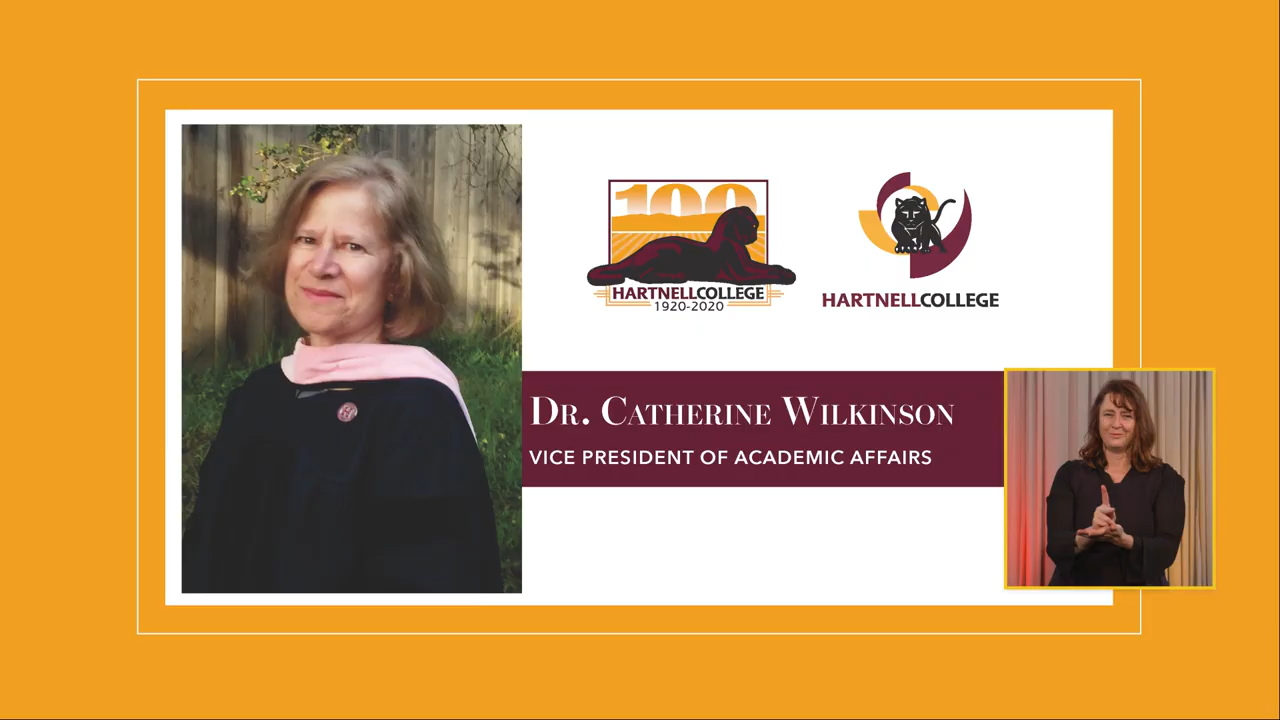 100
HARTNELLCOLLEGE
1920-2020
HARTNELLCOLLEGE
DR. CATHERINE WILKINSON
VICE PRESIDENT OF ACADEMIC AFFAIRS